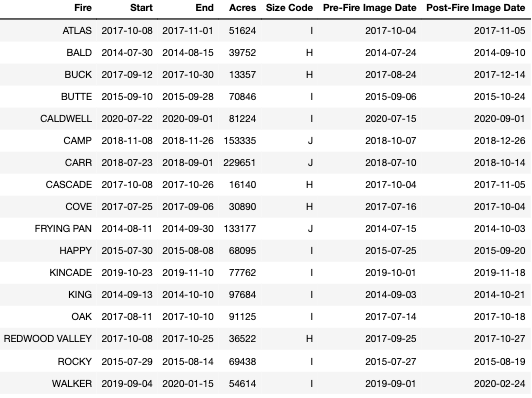 Fire Start End Acres Size Code Pre-Fire Image Date Post-Fire Image Date
ATLAS 2017-10-08 2017-11-01 51624 I 2017-10-04 2017-11-05
BALD 2014-07-30 2014-08-15 39752 H 2014-07-24 2014-09-10
BUCK 2017-09-12 2017-10-30 13357 H 2017-08-24 2017-12-14
BUTTE 2015-09-10 2015-09-28 70846 I 2015-09-06 2015-10-24
CALDWELL 2020-07-22 2020-09-01 81224 I 2020-07-15 2020-09-01
CAMP 2018-11-08 2018-11-26 153335 J 2018-10-07 2018-12-26
CARR 2018-07-23 2018-09-01 229651 J 2018-07-10 2018-10-14
CASCADE 2017-10-08 2017-10-26 16140 H 2017-10-04 2017-11-05
COVE 2017-07-25 2017-09-06 30890 H 2017-07-16 2017-10-04
FRYING PAN 2014-08-11 2014-09-30 133177 J 2014-07-15 2014-10-03
HAPPY 2015-07-30 2015-08-08 68095 I 2015-07-25 2015-09-20
KINCADE 2019-10-23 2019-11-10 77762 I 2019-10-01 2019-11-18
KING 2014-09-13 2014-10-10 97684 I 2014-09-03 2014-10-21
OAK 2017-08-11 2017-10-10 91125 I 2017-07-14 2017-10-18
REDWOOD VALLEY 2017-10-08 2017-10-25 36522 H 2017-09-25 2017-10-27
ROCKY 2015-07-29 2015-08-14 69438 I 2015-07-27 2015-08-19
WALKER 2019-09-04 2020-01-15 54614 I 2019-09-01 2020-02-24